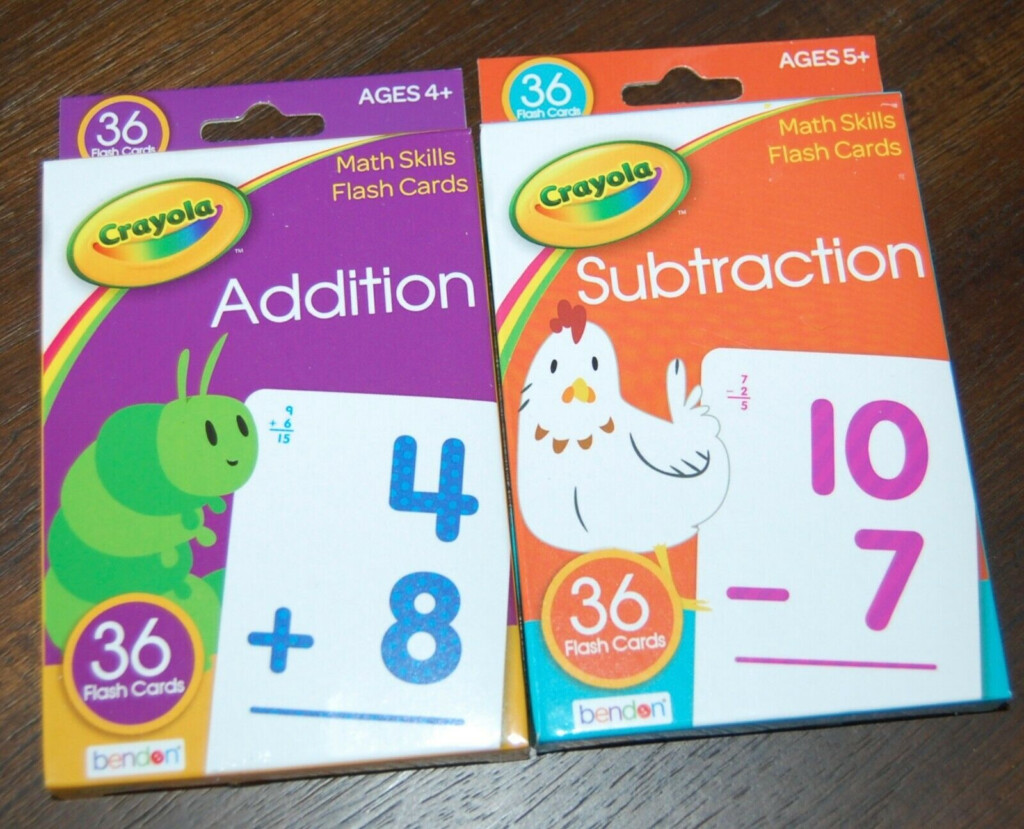 36
Flash Cards
AGES 4+
Math Skills
Flash Cards
Crayola
™
Addition
9
+ 6
15
4
+ 8
36
Flash Cards
bendon®
36
Flash Cards
AGES 5+
Math Skills
Flash Cards
Crayola
™
Subtraction
7
- 2
5
10
- 7
36
Flash Cards
bendon®